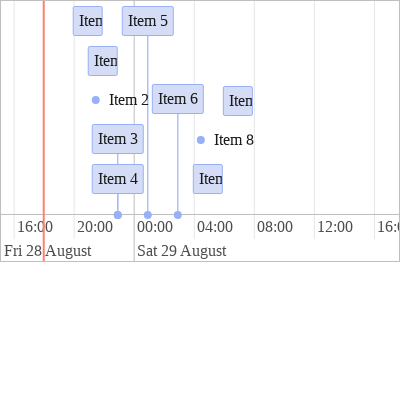 Item 5
Item 2
Item 6
Item 3
Item 8
Item 4
16:00 20:00 00:00 04:00 08:00 12:00
Fri 28 August Sat 29 August